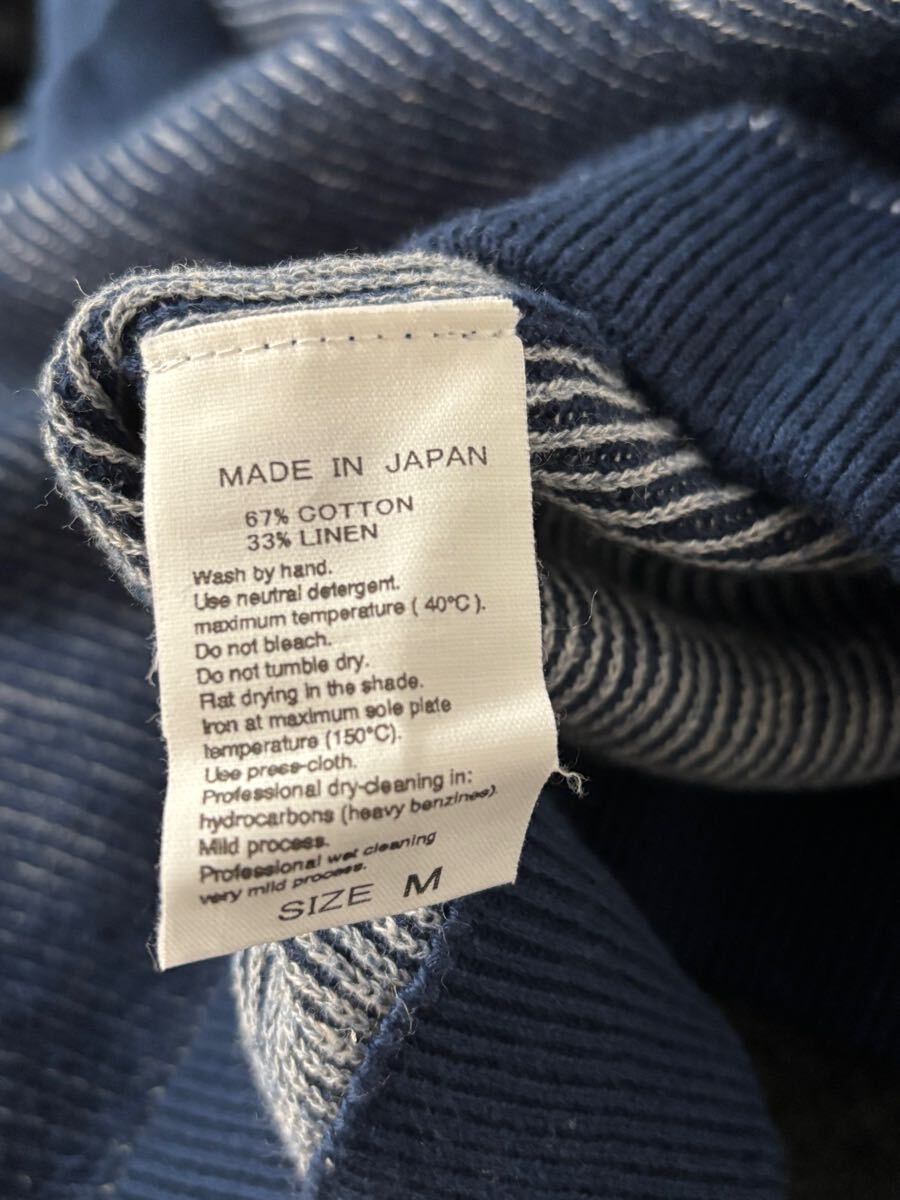 MADE IN JAPAN
67% COTTON
33% LINEN
Wash by hand.
Use neutral detergent.
maximum temperature ( 40°C ).
Do not bleach.
Do not tumble dry.
Flat drying in the shade.
Iron at maximum sole plate
temperature (150°C).
Use press-cloth.
Professional dry-cleaning in:
hydrocarbons (heavy benzines).
Mild process.
Professional wet cleaning
very mild process.
SIZE M